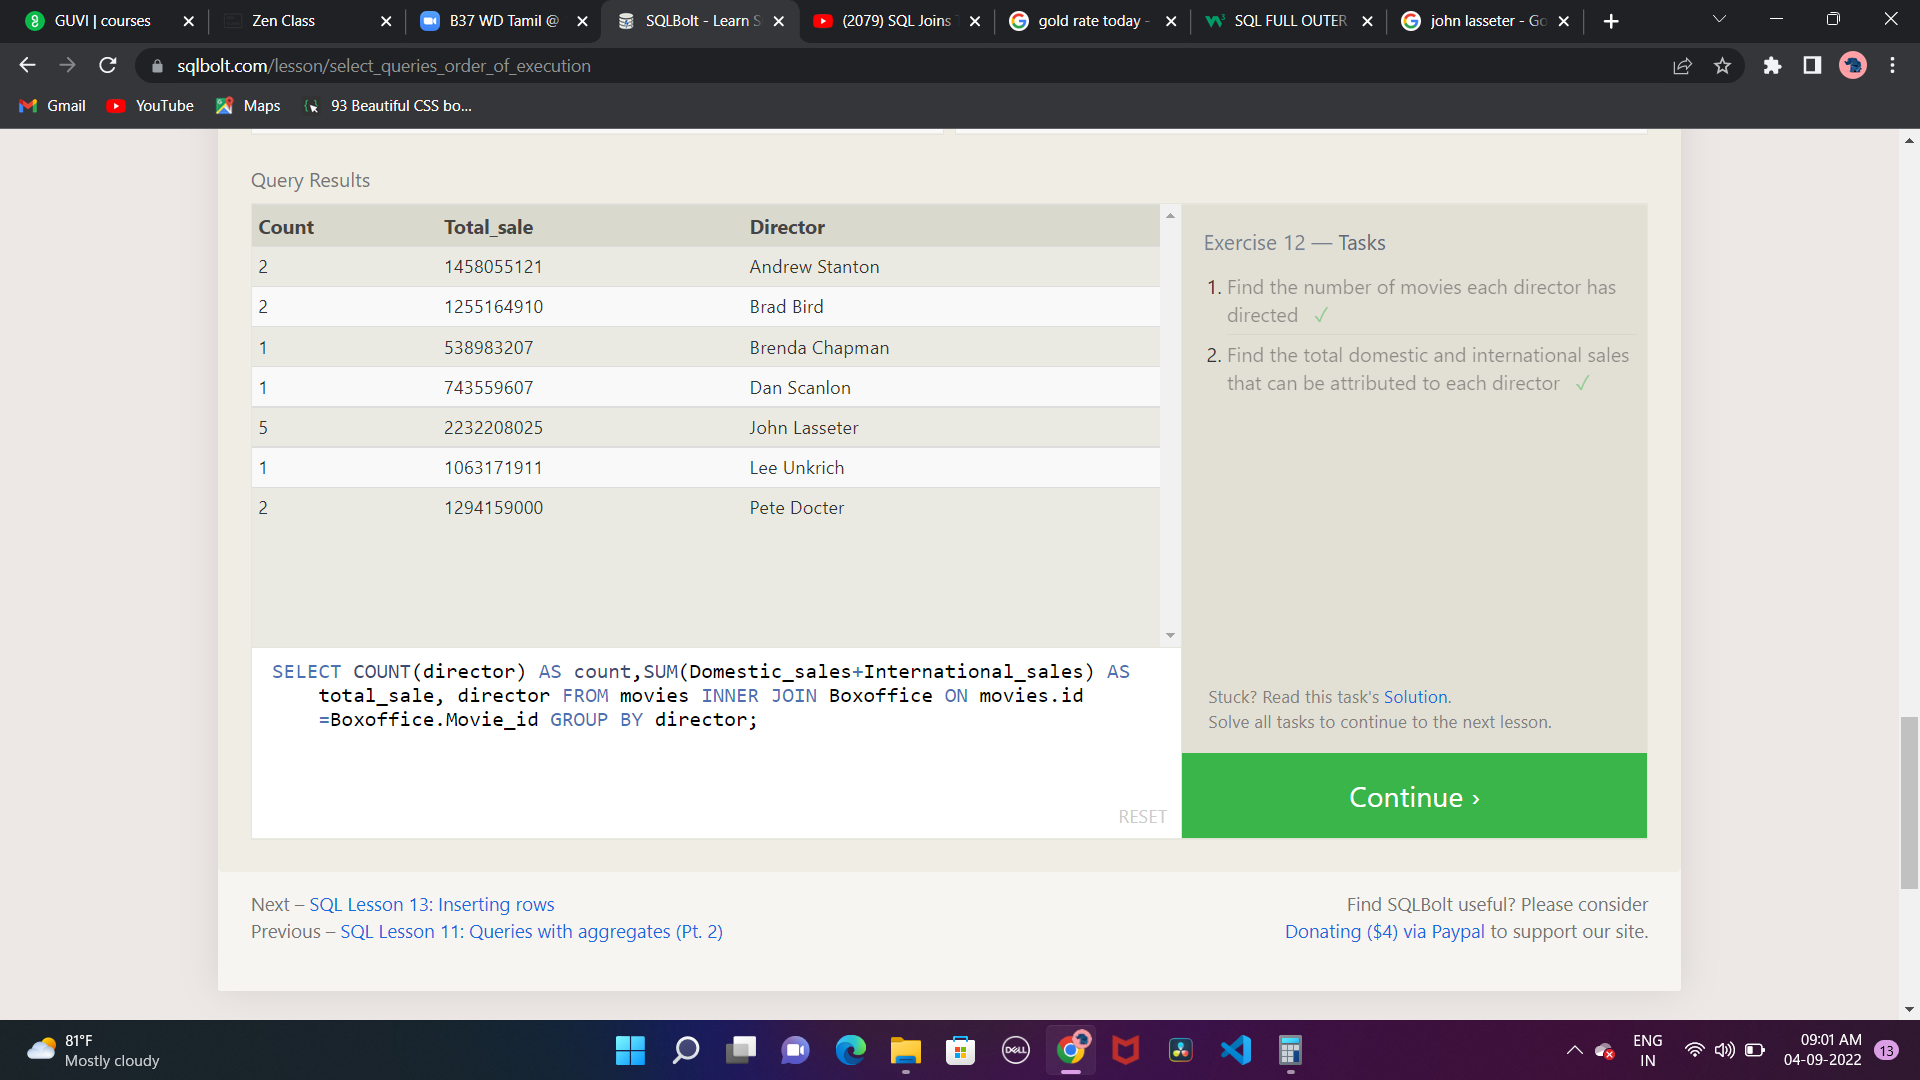 GUVI | courses
Zen Class
B37 WD Tamil @
SQLBolt - Learn S
(2079) SQL Joins
gold rate today -
SQL FULL OUTER
john lasseter - Go
sqlbolt.com/lesson/select_queries_order_of_execution
Gmail
YouTube
Maps
93 Beautiful CSS bo...
Query Results
Count Total_sale Director
2 1458055121 Andrew Stanton
2 1255164910 Brad Bird
1 538983207 Brenda Chapman
1 743559607 Dan Scanlon
5 2232208025 John Lasseter
1 1063171911 Lee Unkrich
2 1294159000 Pete Docter
Exercise 12 — Tasks
1. Find the number of movies each director has
directed ✓
2. Find the total domestic and international sales
that can be attributed to each director ✓
SELECT COUNT(director) AS count,SUM(Domestic_sales+International_sales) AS
total_sale, director FROM movies INNER JOIN Boxoffice ON movies.id
=Boxoffice.Movie_id GROUP BY director;
RESET
Stuck? Read this task's Solution.
Solve all tasks to continue to the next lesson.
Continue ›
Next – SQL Lesson 13: Inserting rows
Previous – SQL Lesson 11: Queries with aggregates (Pt. 2)
Find SQLBolt useful? Please consider
Donating ($4) via Paypal to support our site.
81°F
Mostly cloudy
DELL
ENG
IN
09:01 AM
04-09-2022
13